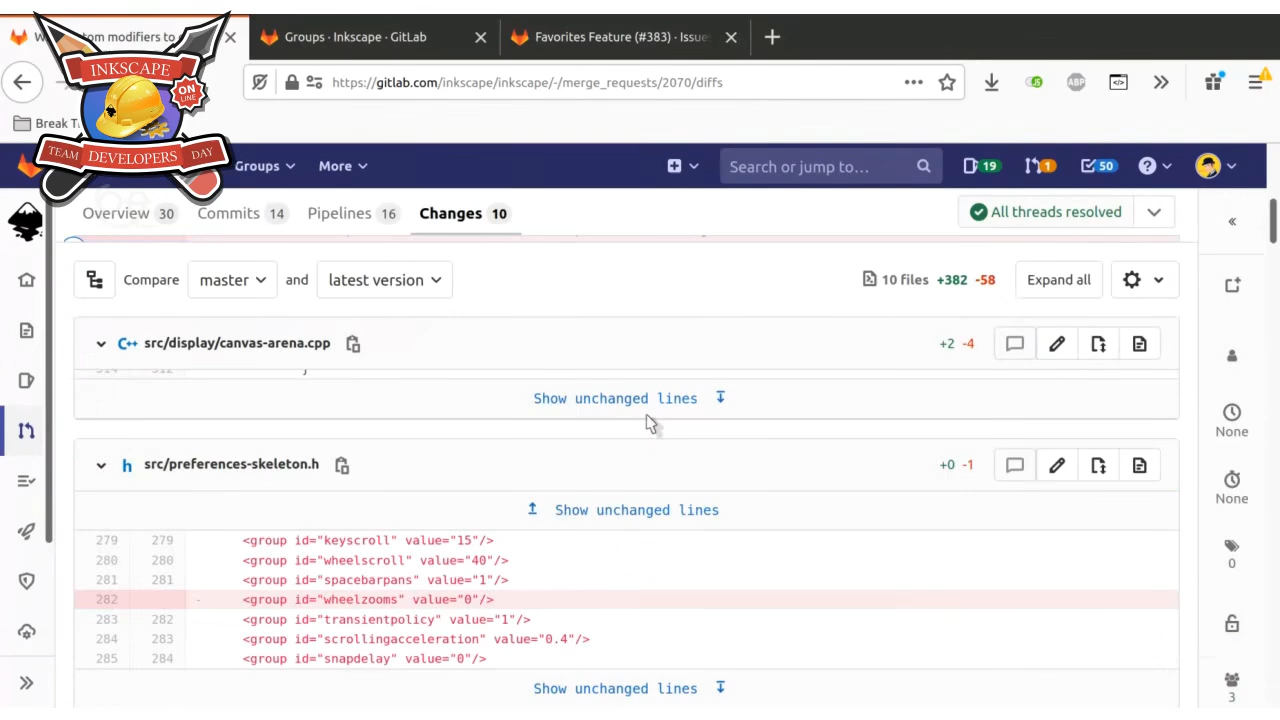 tom modifiers to
Groups · Inkscape · GitLab
Favorites Feature (#383) · Issue
https://gitlab.com/inkscape/inkscape/-/merge_requests/2070/diffs
Break T
INKSCAPE
ON
LINE
TEAM DEVELOPERS DAY
Groups
More
Search or jump to...
19
1
50
Overview 30
Commits 14
Pipelines 16
Changes 10
All threads resolved
Compare master and latest version
10 files +382 -58
Expand all
src/display/canvas-arena.cpp
+2 -4
314 312 }
Show unchanged lines
src/preferences-skeleton.h
+0 -1
Show unchanged lines
279 279 <group id="keyscroll" value="15"/>
280 280 <group id="wheelscroll" value="40"/>
281 281 <group id="spacebarpans" value="1"/>
282 - <group id="wheelzooms" value="0"/>
283 282 <group id="transientpolicy" value="1"/>
284 283 <group id="scrollingacceleration" value="0.4"/>
285 284 <group id="snapdelay" value="0"/>
Show unchanged lines
None
None
0
3